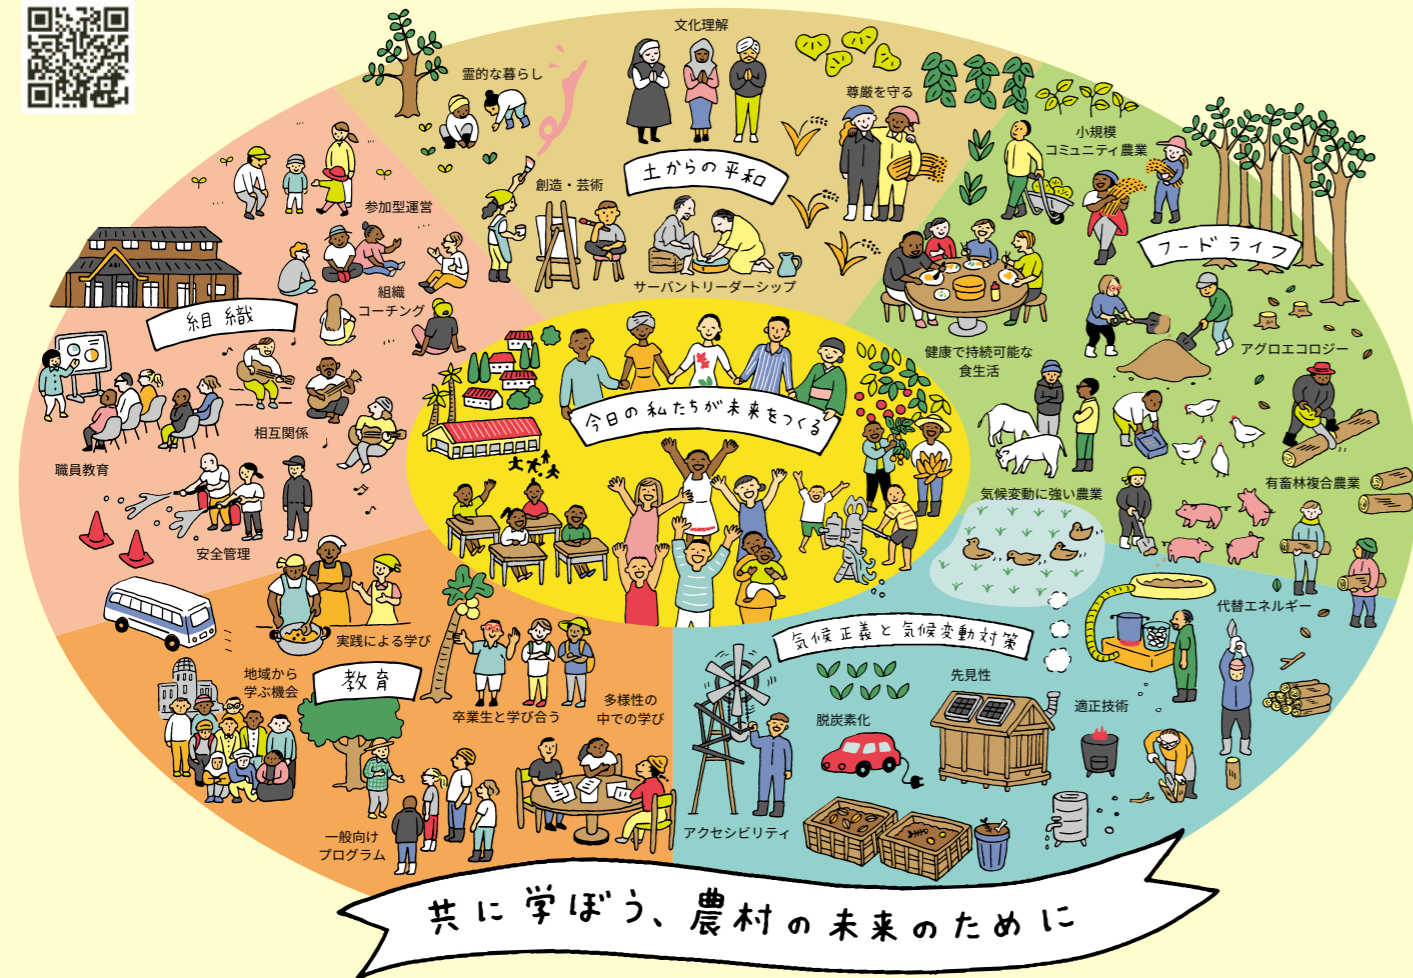 文化理解
霊的な暮らし
尊厳を守る
創造・芸術
土からの平和
サーバントリーダーシップ
小規模
コミュニティ農業
フードライフ
健康で持続可能な
食生活
アグロエコロジー
気候変動に強い農業
有畜林複合農業
参加型運営
組織
コーチング
ARI
組織
相互関係
職員教育
安全管理
今日の私たちが未来をつくる
実践による学び
地域から
学ぶ機会
教育
卒業生と学び合う
多様性の
中での学び
一般向け
プログラム
気候正義と気候変動対策
代替エネルギー
先見性
適正技術
脱炭素化
アクセシビリティ
共に学ぼう、農村の未来のために